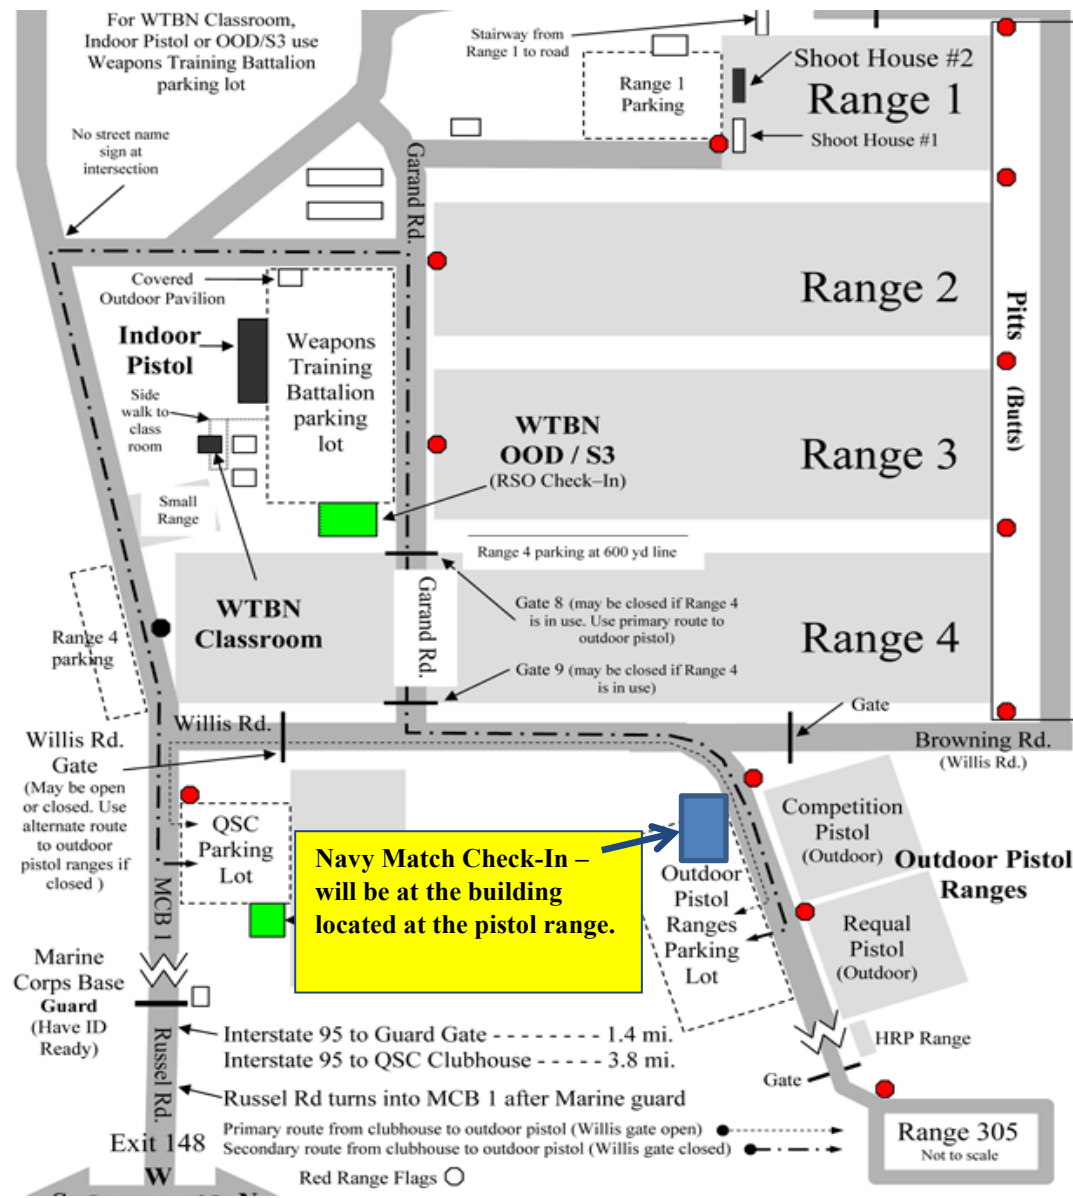 For WTBN Classroom,
Indoor Pistol or OOD/S3 use
Weapons Training Battalion
parking lot
Stairway from
Range 1 to road
Range 1
Parking
Shoot House #2
Range 1
Shoot House #1
No street name
sign at
intersection
Garand Rd.
Covered
Outdoor Pavilion
Range 2
Pitts
(Butts)
Indoor
Pistol
Weapons
Training
Battalion
parking
lot
Side
walk to
class
room
WTBN
OOD / S3
(RSO Check–In)
Range 3
Small
Range
Range 4 parking at 600 yd line
WTBN
Classroom
Garand Rd.
Gate 8 (may be closed if Range 4
is in use. Use primary route to
outdoor pistol)
Range 4
Range 4
parking
Gate 9 (may be closed if Range 4
is in use)
Gate
Willis Rd.
Browning Rd.
(Willis Rd.)
Willis Rd.
Gate
(May be open
or closed. Use
alternate route
to outdoor
pistol ranges if
closed )
QSC
Parking
Lot
MCB 1
Navy Match Check-In –
will be at the building
located at the pistol range.
Outdoor
Pistol
Ranges
Parking
Lot
Competition
Pistol
(Outdoor)
Outdoor Pistol
Ranges
Requal
Pistol
(Outdoor)
Marine
Corps Base
Guard
(Have ID
Ready)
Russel Rd.
Interstate 95 to Guard Gate - - - - - - - - - 1.4 mi.
Interstate 95 to QSC Clubhouse - - - - - - 3.8 mi.
Russel Rd turns into MCB 1 after Marine guard
HRP Range
Gate
Exit 148
Primary route from clubhouse to outdoor pistol (Willis gate open)
Secondary route from clubhouse to outdoor pistol (Willis gate closed)
Red Range Flags
Range 305
Not to scale
W
S N